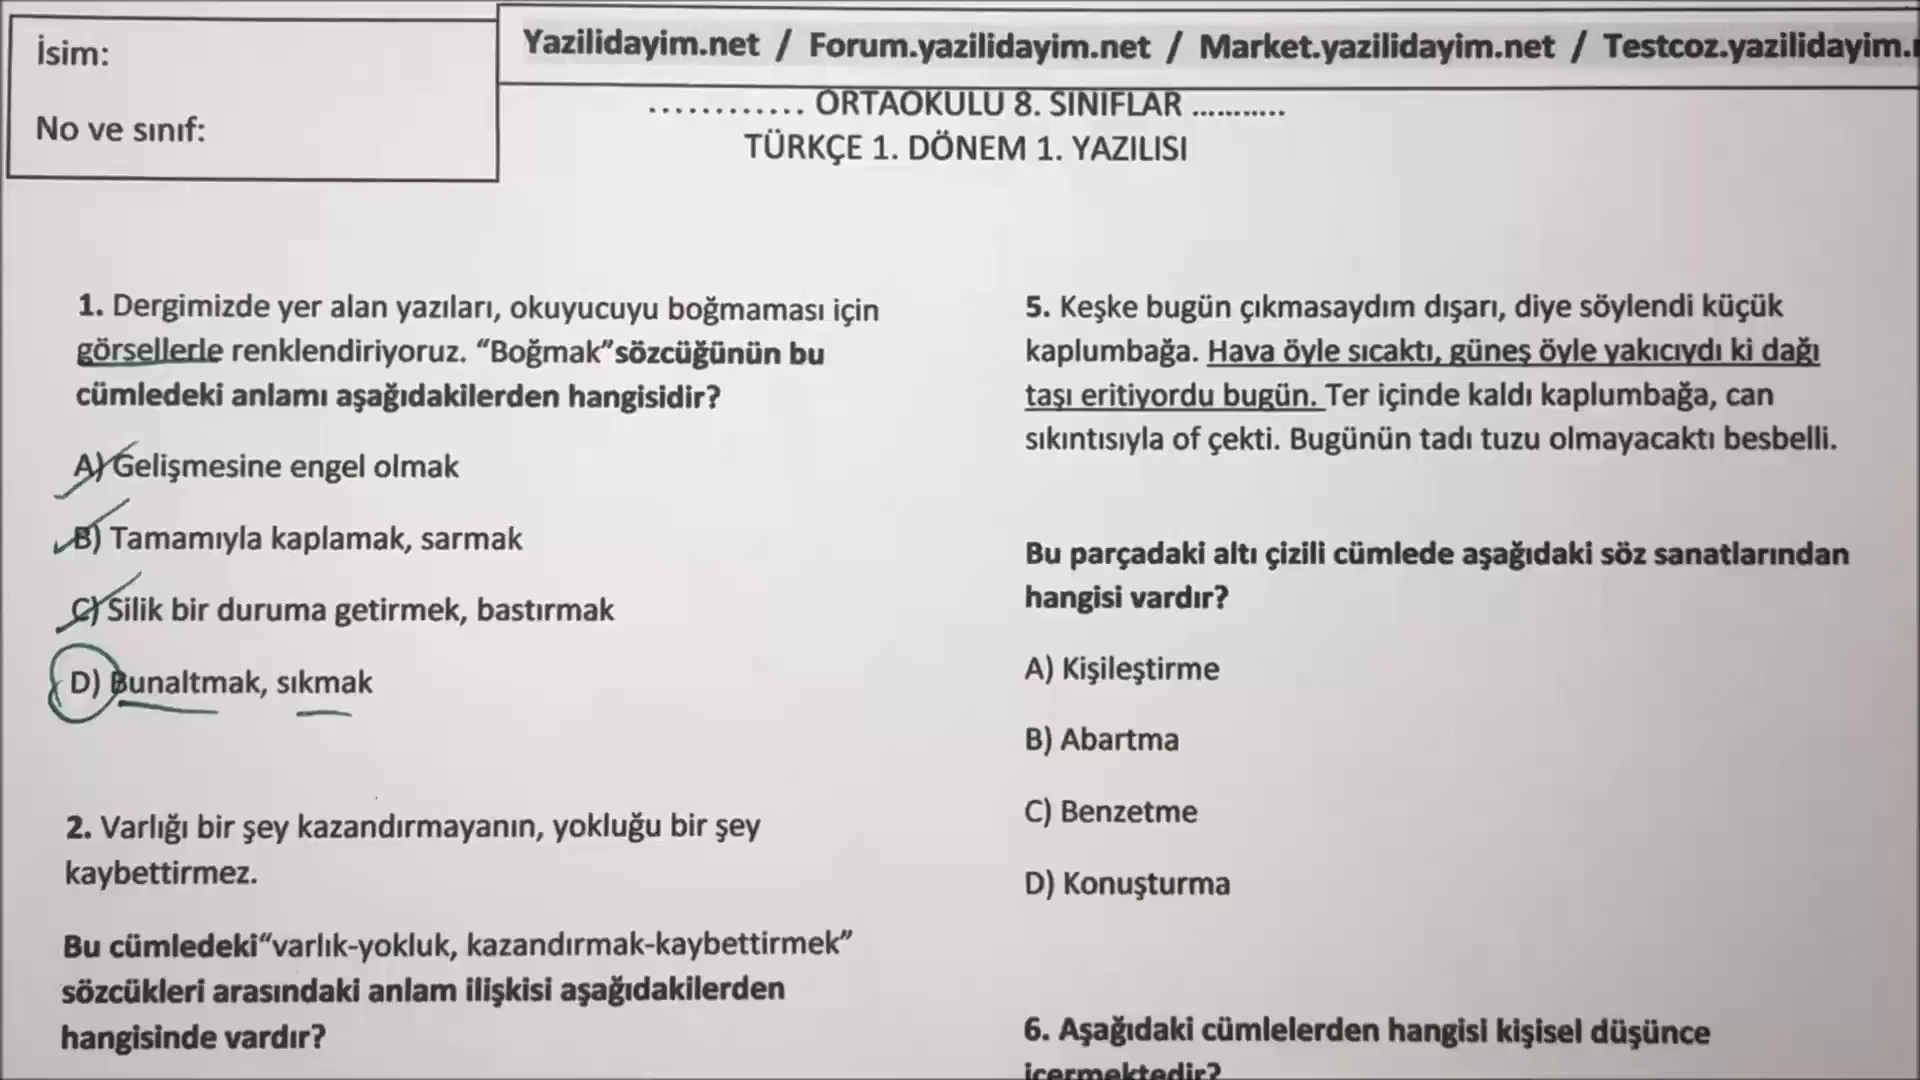 İsim:
No ve sınıf:
Yazilidayim.net / Forum.yazilidayim.net / Market.yazilidayim.net / Testcoz.yazilidayim.
............ ORTAOKULU 8. SINIFLAR ...........
TÜRKÇE 1. DÖNEM 1. YAZILISI
1. Dergimizde yer alan yazıları, okuyucuyu boğmaması için
görsellerle renklendiriyoruz. “Boğmak”sözcüğünün bu
cümledeki anlamı aşağıdakilerden hangisidir?
A) Gelişmesine engel olmak
B) Tamamıyla kaplamak, sarmak
C) Silik bir duruma getirmek, bastırmak
D) Bunaltmak, sıkmak
2. Varlığı bir şey kazandırmayanın, yokluğu bir şey
kaybettirmez.
Bu cümledeki“varlık-yokluk, kazandırmak-kaybettirmek”
sözcükleri arasındaki anlam ilişkisi aşağıdakilerden
hangisinde vardır?
5. Keşke bugün çıkmasaydım dışarı, diye söylendi küçük
kaplumbağa. Hava öyle sıcaktı, güneş öyle yakıcıydı ki dağı
taşı eritiyordu bugün. Ter içinde kaldı kaplumbağa, can
sıkıntısıyla of çekti. Bugünün tadı tuzu olmayacaktı besbelli.
Bu parçadaki altı çizili cümlede aşağıdaki söz sanatlarından
hangisi vardır?
A) Kişileştirme
B) Abartma
C) Benzetme
D) Konuşturma
6. Aşağıdaki cümlelerden hangisi kişisel düşünce
içermektedir?